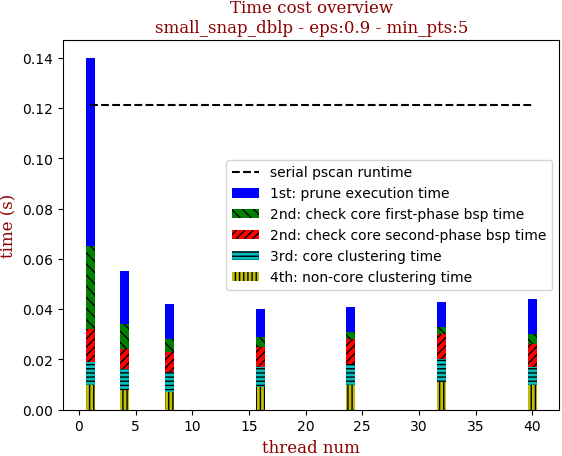 Time cost overview
small_snap_dblp - eps:0.9 - min_pts:5
time (s)
0.14
0.12
0.10
0.08
0.06
0.04
0.02
0.00
serial pscan runtime
1st: prune execution time
2nd: check core first-phase bsp time
2nd: check core second-phase bsp time
3rd: core clustering time
4th: non-core clustering time
0 5 10 15 20 25 30 35 40
thread num